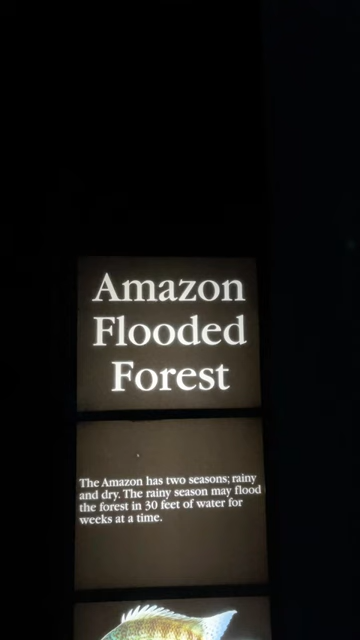 Amazon
Flooded
Forest
The Amazon has two seasons; rainy
and dry. The rainy season may flood
the forest in 30 feet of water for
weeks at a time.